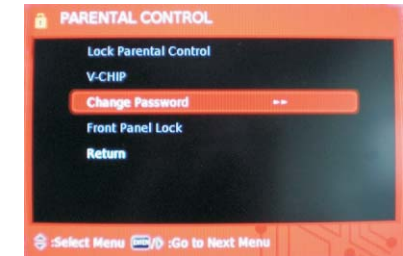 PARENTAL CONTROL
Lock Parental Control
V-CHIP
Change Password
Front Panel Lock
Return
:Select Menu / :Go to Next Menu